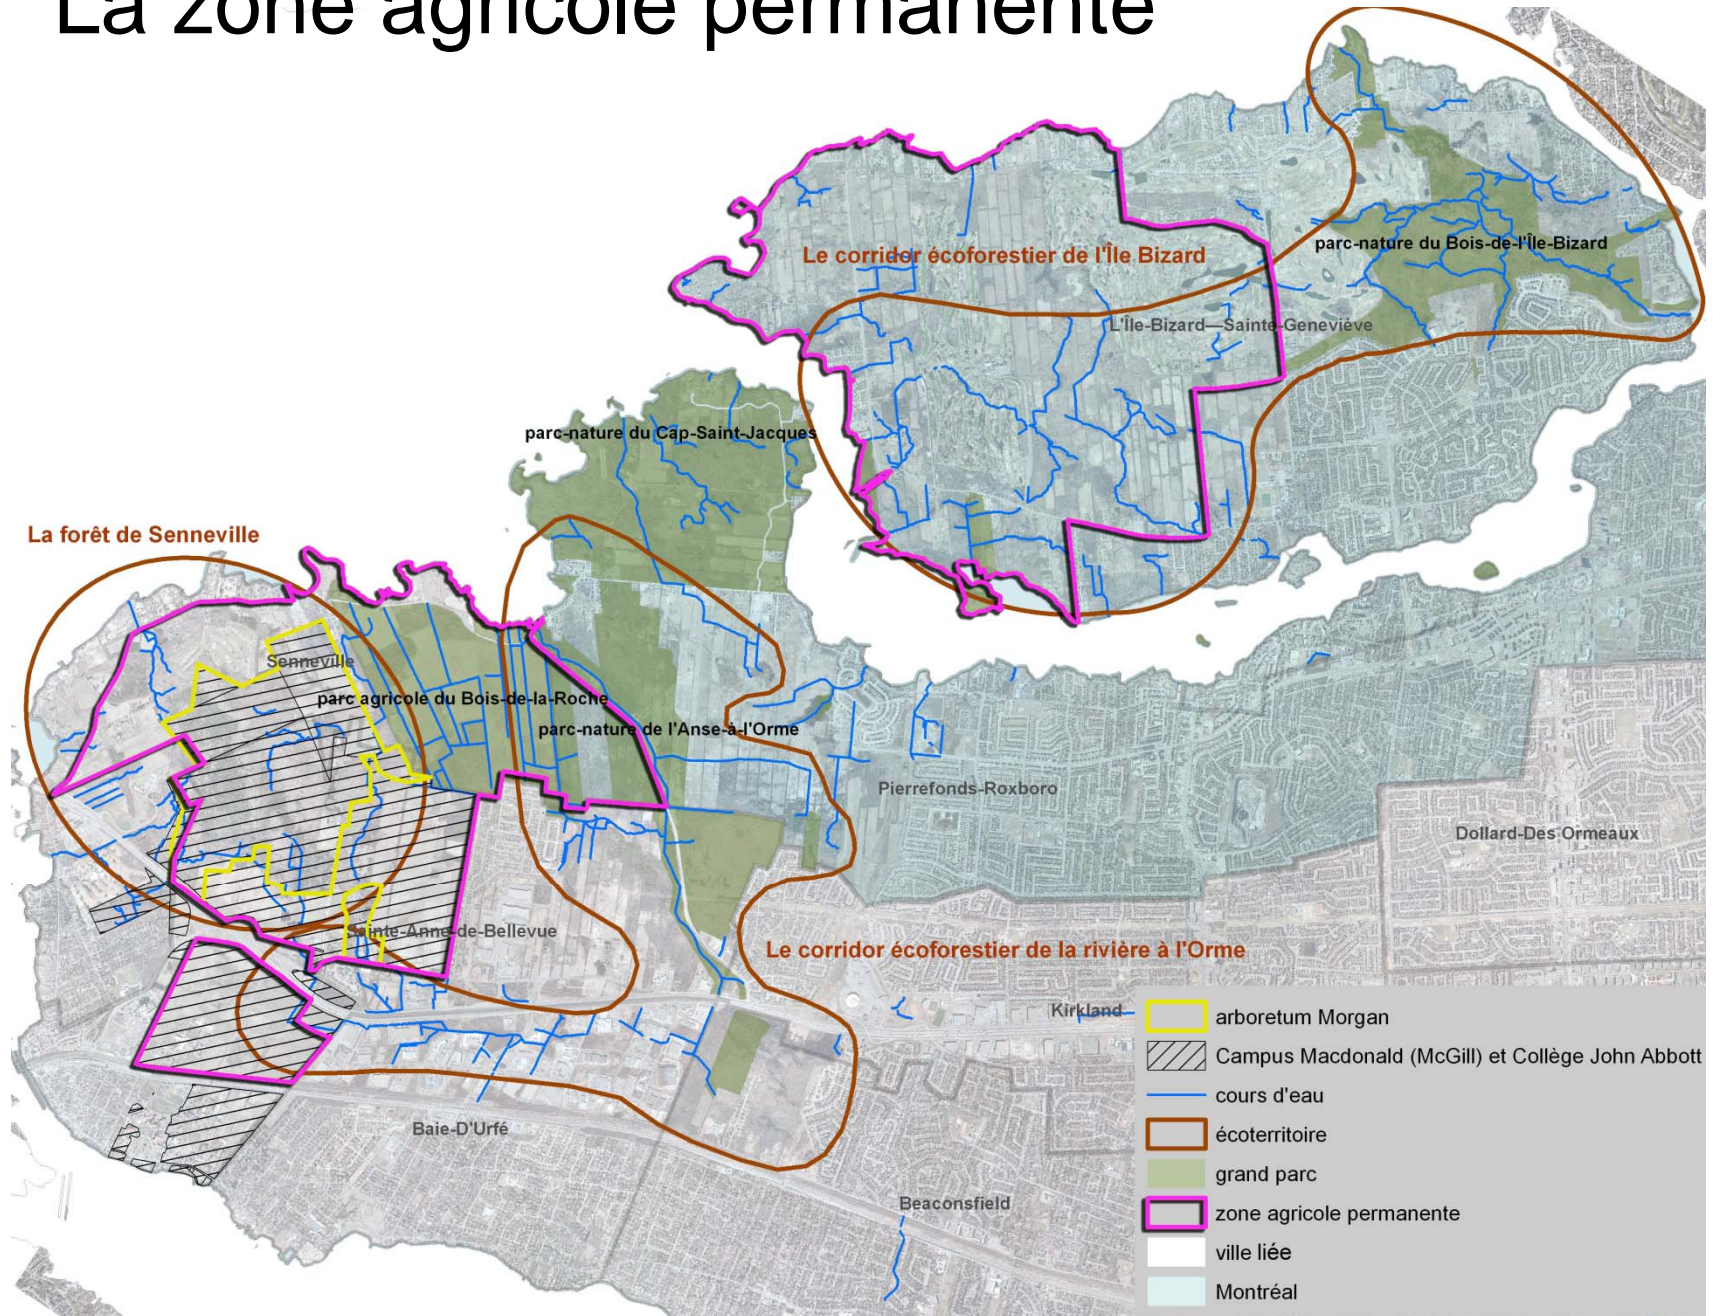 La zone agricole permanente
parc-nature du Bois-de-l'Île-Bizard
Le corridor écoforestier de l'Île Bizard
L'Île-Bizard—Sainte-Geneviève
parc-nature du Cap-Saint-Jacques
La forêt de Senneville
Senneville
parc agricole du Bois-de-la-Roche
parc-nature de l'Anse-à-l'Orme
Pierrefonds-Roxboro
Dollard-Des Ormeaux
Sainte-Anne-de-Bellevue
Le corridor écoforestier de la rivière à l'Orme
Kirkland
Baie-D'Urfé
Beaconsfield
arboretum Morgan
Campus Macdonald (McGill) et Collège John Abbott
cours d'eau
écoterritoire
grand parc
zone agricole permanente
ville liée
Montréal